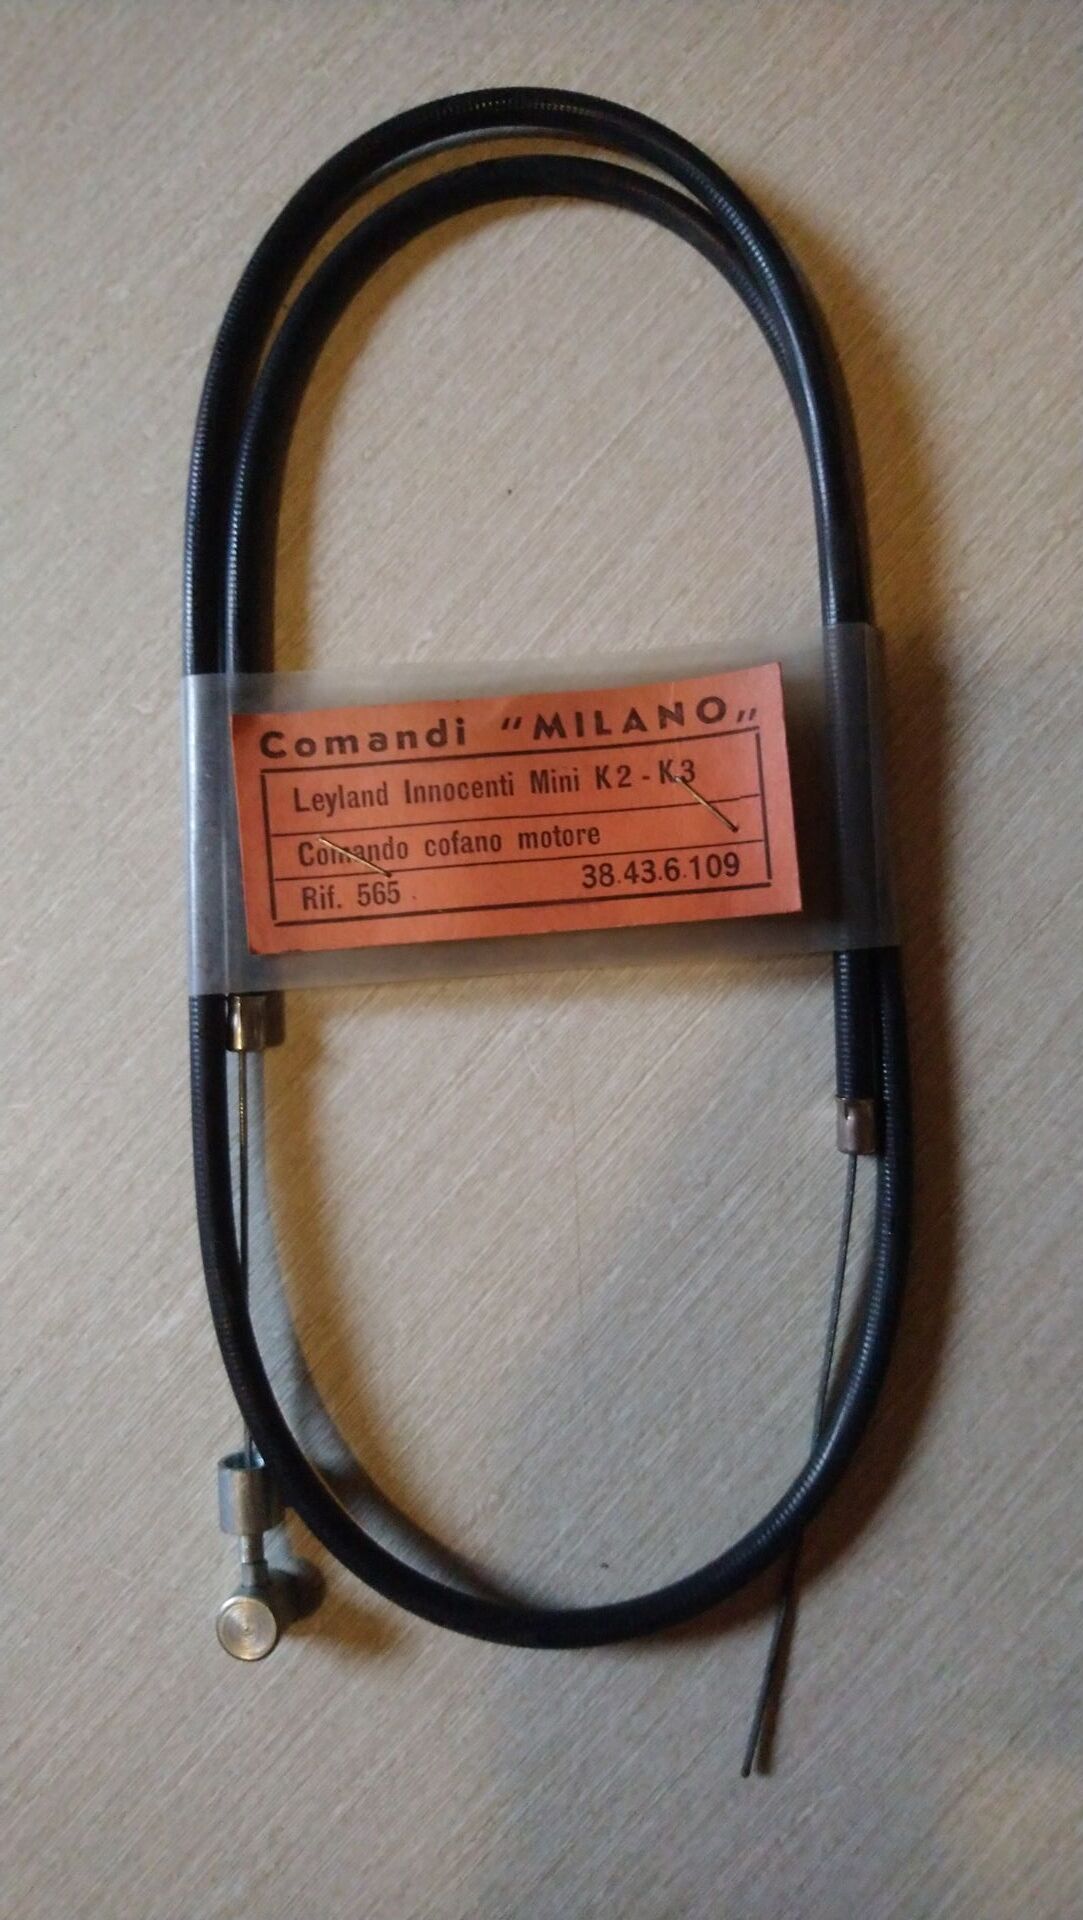 Comandi "MILANO„
Leyland Innocenti Mini K2 - K3
Comando cofano motore
Rif. 565 38.43.6.109